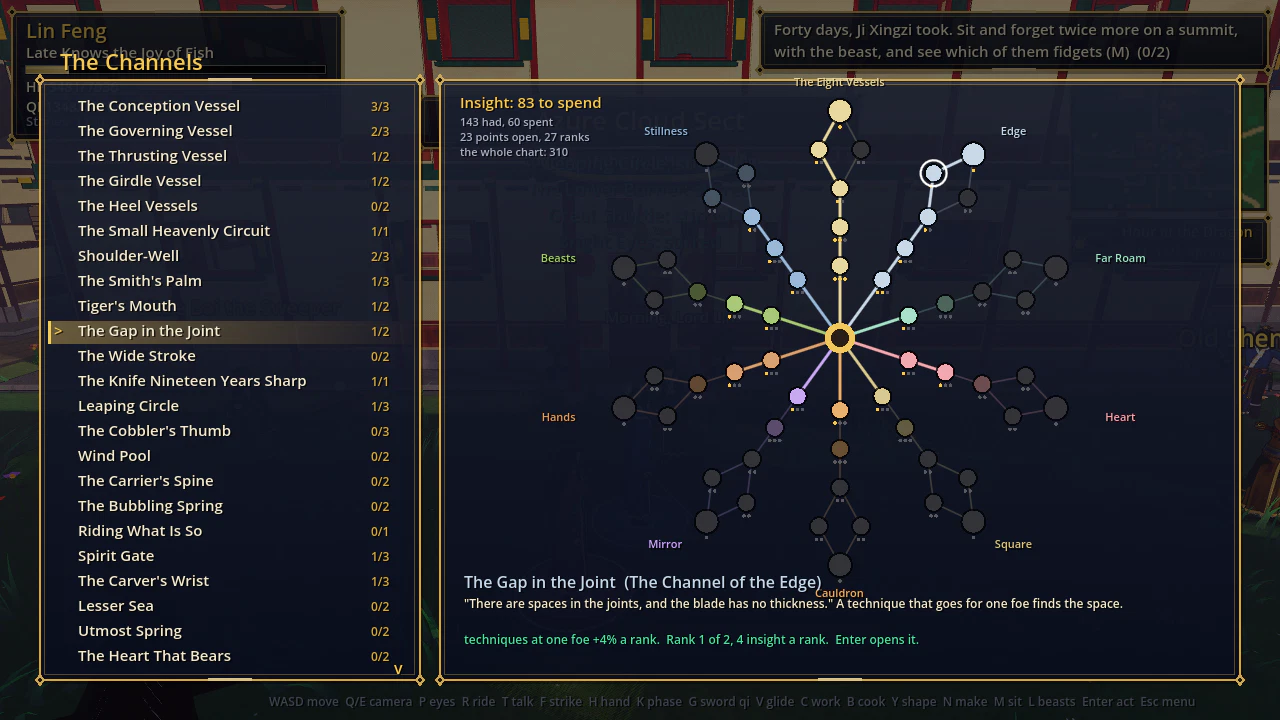 Lin Feng
Late Knows the Joy of Fish
Forty days, Ji Xingzi took. Sit and forget twice more on a summit,
with the beast, and see which of them fidgets (M) (0/2)
The Channels
The Conception Vessel 3/3
The Governing Vessel 2/3
The Thrusting Vessel 1/2
The Girdle Vessel 1/2
The Heel Vessels 0/2
The Small Heavenly Circuit 1/1
Shoulder-Well 2/3
The Smith's Palm 1/3
Tiger's Mouth 1/2
> The Gap in the Joint 1/2
The Wide Stroke 0/2
The Knife Nineteen Years Sharp 1/1
Leaping Circle 1/3
The Cobbler's Thumb 0/3
Wind Pool 0/2
The Carrier's Spine 0/2
The Bubbling Spring 0/2
Riding What Is So 0/1
Spirit Gate 1/3
The Carver's Wrist 1/3
Lesser Sea 0/2
Utmost Spring 0/2
The Heart That Bears 0/2
v
Insight: 83 to spend
143 had, 60 spent
23 points open, 27 ranks
the whole chart: 310
The Eight Vessels
Stillness
Edge
Beasts
Far Roam
Hands
Heart
Mirror
Square
Cauldron
The Gap in the Joint (The Channel of the Edge)
"There are spaces in the joints, and the blade has no thickness." A technique that goes for one foe finds the space.
techniques at one foe +4% a rank. Rank 1 of 2, 4 insight a rank. Enter opens it.
WASD move Q/E camera P eyes R ride T talk F strike H hand K phase G sword qi V glide C work B cook Y shape N make M sit L beasts Enter act Esc menu